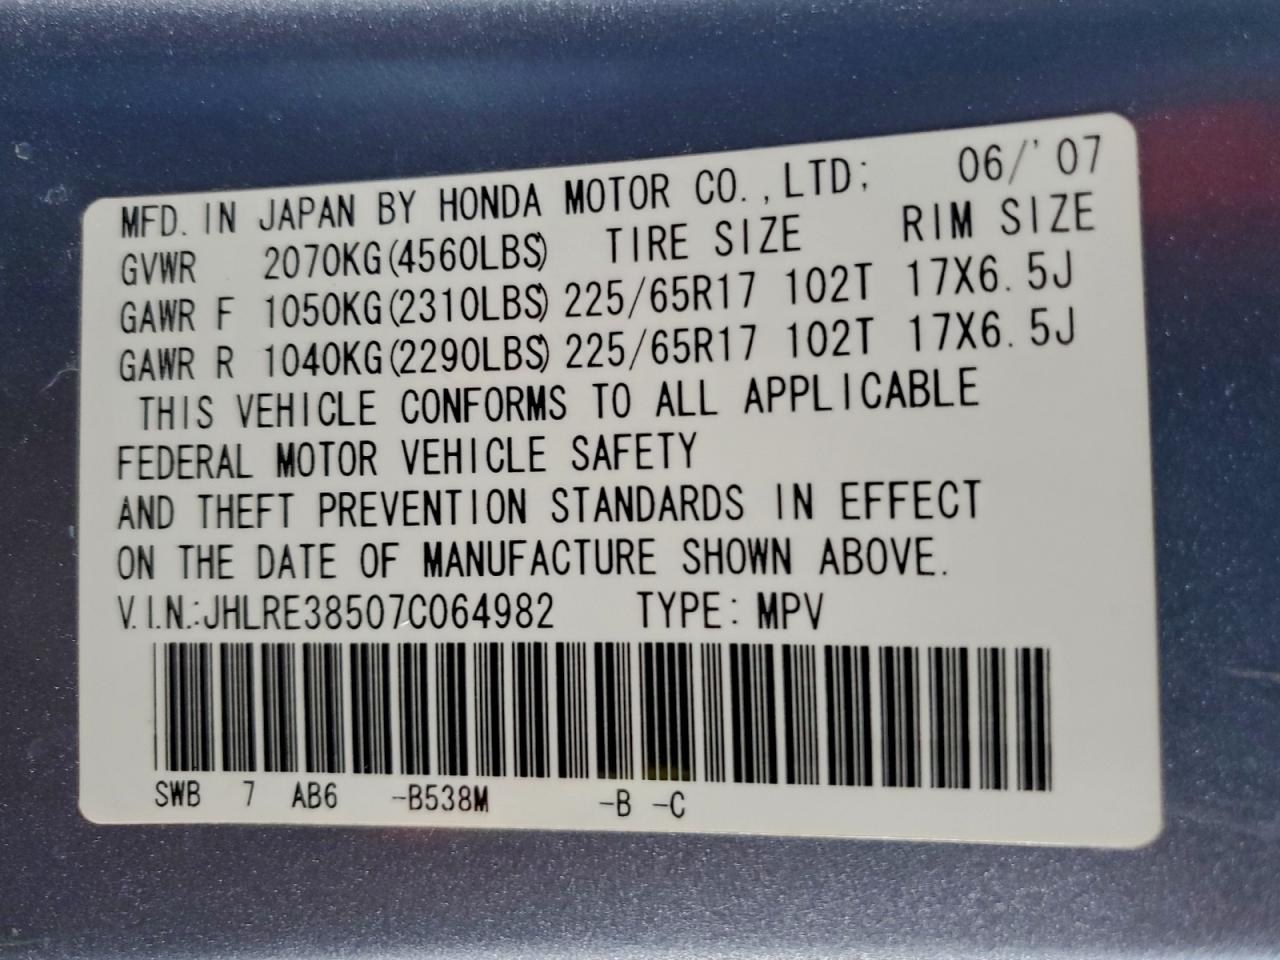 MFD. IN JAPAN BY HONDA MOTOR CO., LTD; 06/'07
GVWR 2070KG(4560LBS) TIRE SIZE RIM SIZE
GAWR F 1050KG(2310LBS) 225/65R17 102T 17X6.5J
GAWR R 1040KG(2290LBS) 225/65R17 102T 17X6.5J
THIS VEHICLE CONFORMS TO ALL APPLICABLE
FEDERAL MOTOR VEHICLE SAFETY
AND THEFT PREVENTION STANDARDS IN EFFECT
ON THE DATE OF MANUFACTURE SHOWN ABOVE.
V.I.N.:JHLRE38507C064982 TYPE: MPV
SWB 7 AB6 -B538M -B -C